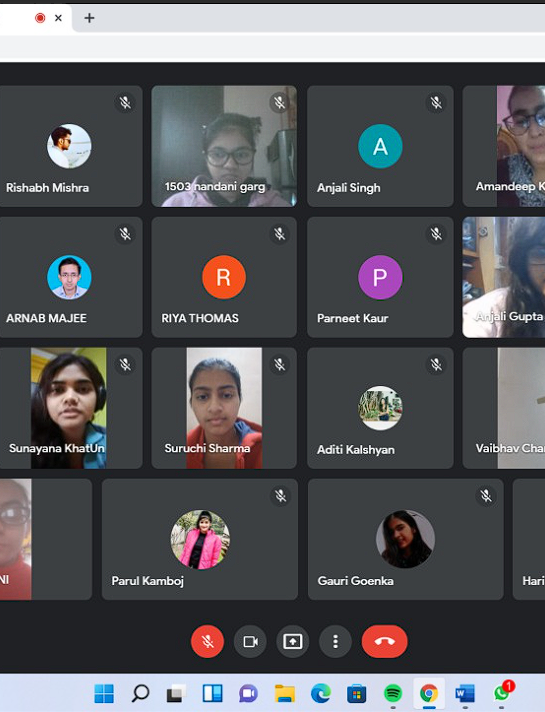 Rishabh Mishra
1503 nandani garg
Anjali Singh
A
Amandeep K
ARNAB MAJEE
RIYA THOMAS
R
Parneet Kaur
P
Anjali Gupta
Sunayana KhatUn
Suruchi Sharma
Aditi Kalshyan
Vaibhav Cha
NI
Parul Kamboj
Gauri Goenka
Hari
W
1